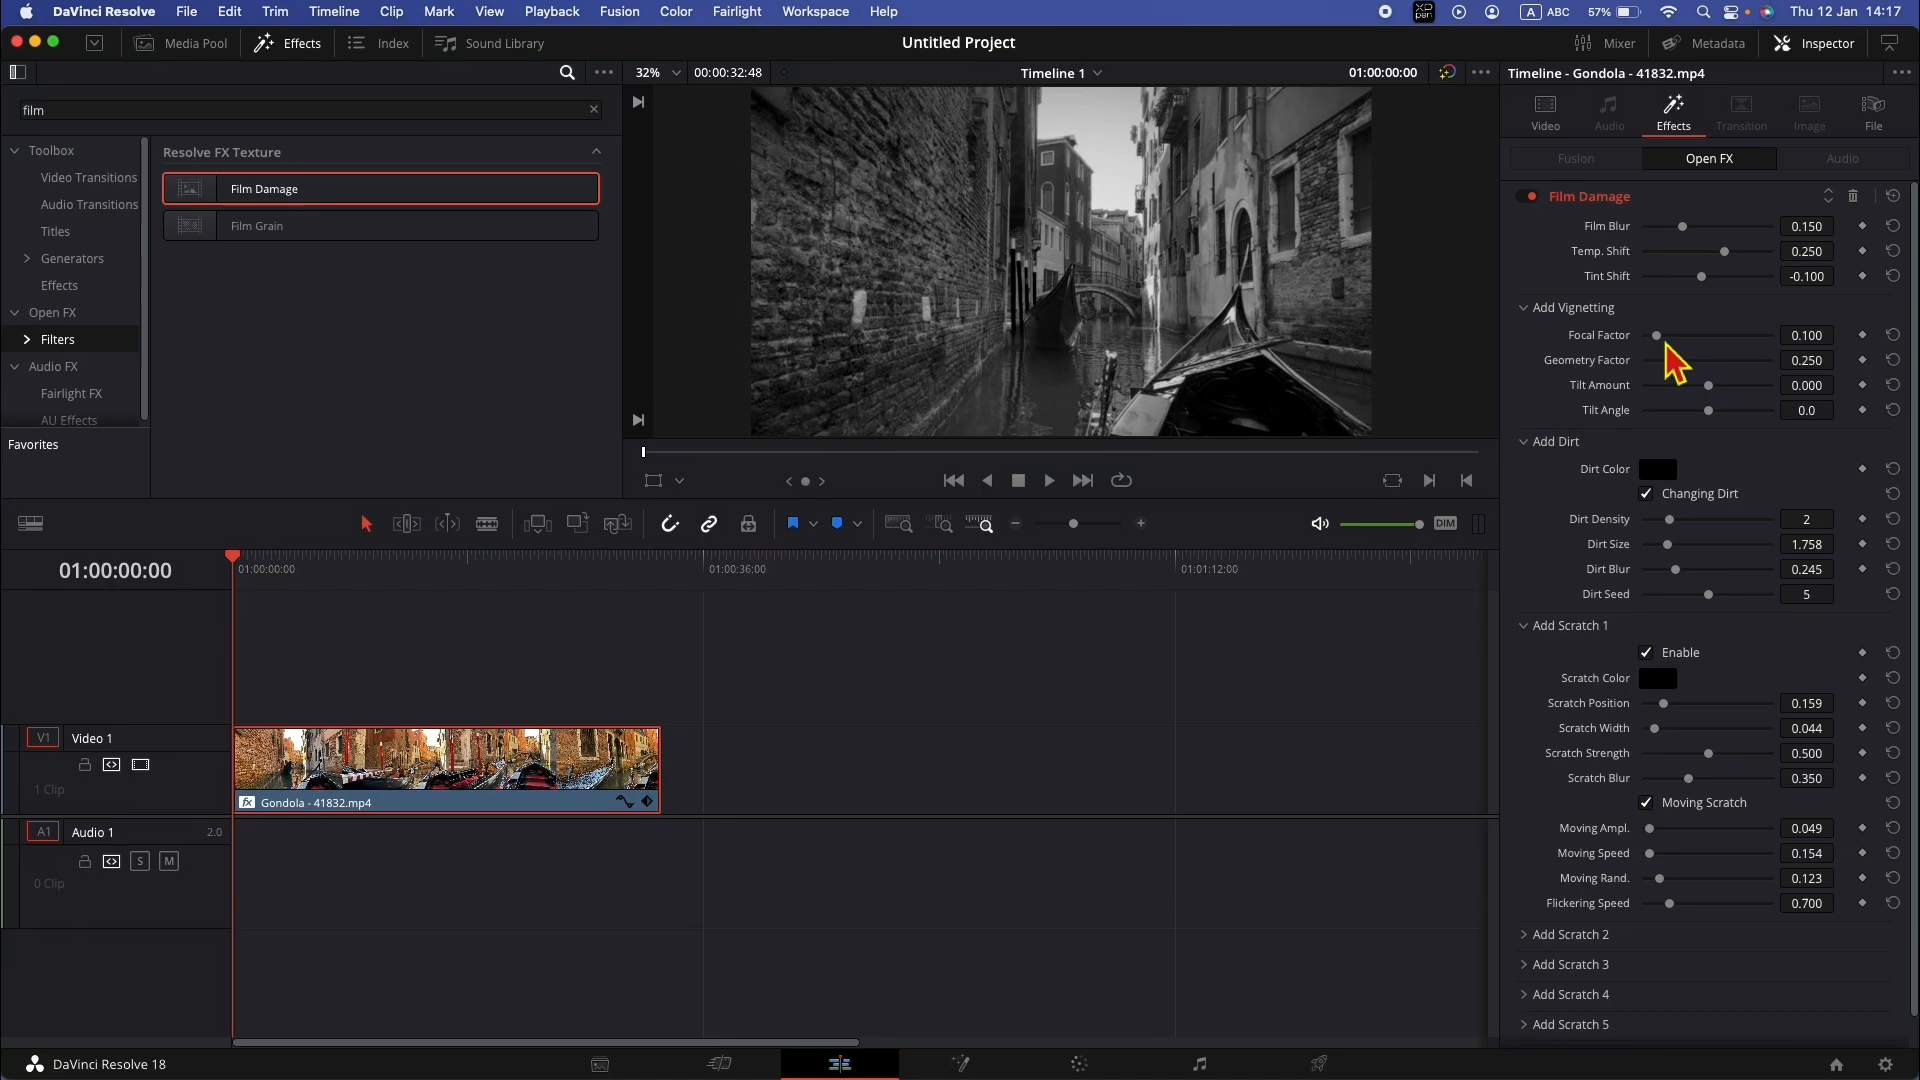 DaVinci Resolve File Edit Trim Timeline Clip Mark View Playback Fusion Color Fairlight Workspace Help XD pen A ABC 57% Thu 12 Jan 14:17
Media Pool Effects Index Sound Library Untitled Project Mixer Metadata Inspector
32% 00:00:32:48 Timeline 1 01:00:00:00 Timeline - Gondola - 41832.mp4
film
Video Audio Effects Transition Image File
Fusion Open FX Audio
Toolbox
Video Transitions
Audio Transitions
Titles
Generators
Effects
Open FX
Filters
Audio FX
Fairlight FX
AU Effects
Favorites
Resolve FX Texture
Film Damage
Film Grain
Film Damage
Film Blur 0.150
Temp. Shift 0.250
Tint Shift -0.100
Add Vignetting
Focal Factor 0.100
Geometry Factor 0.250
Tilt Amount 0.000
Tilt Angle 0.0
Add Dirt
Dirt Color
Changing Dirt
Dirt Density 2
Dirt Size 1.758
Dirt Blur 0.245
Dirt Seed 5
Add Scratch 1
Enable
Scratch Color
Scratch Position 0.159
Scratch Width 0.044
Scratch Strength 0.500
Scratch Blur 0.350
Moving Scratch
Moving Ampl. 0.049
Moving Speed 0.154
Moving Rand. 0.123
Flickering Speed 0.700
Add Scratch 2
Add Scratch 3
Add Scratch 4
Add Scratch 5
DIM
01:00:00:00 01:00:00:00 01:00:36:00 01:01:12:00
V1 Video 1
1 Clip
fx Gondola - 41832.mp4
A1 Audio 1 2.0
S M
0 Clip
DaVinci Resolve 18